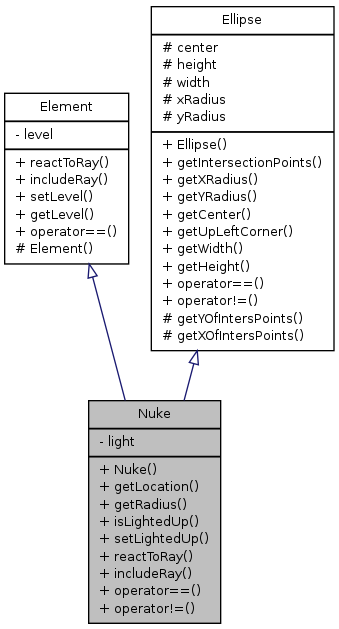 Ellipse
# center
# height
# width
# xRadius
# yRadius
+ Ellipse()
+ getIntersectionPoints()
+ getXRadius()
+ getYRadius()
+ getCenter()
+ getUpLeftCorner()
+ getWidth()
+ getHeight()
+ operator==()
+ operator!=()
# getYOfIntersPoints()
# getXOfIntersPoints()
Element
- level
+ reactToRay()
+ includeRay()
+ setLevel()
+ getLevel()
+ operator==()
# Element()
Nuke
- light
+ Nuke()
+ getLocation()
+ getRadius()
+ isLightedUp()
+ setLightedUp()
+ reactToRay()
+ includeRay()
+ operator==()
+ operator!=()